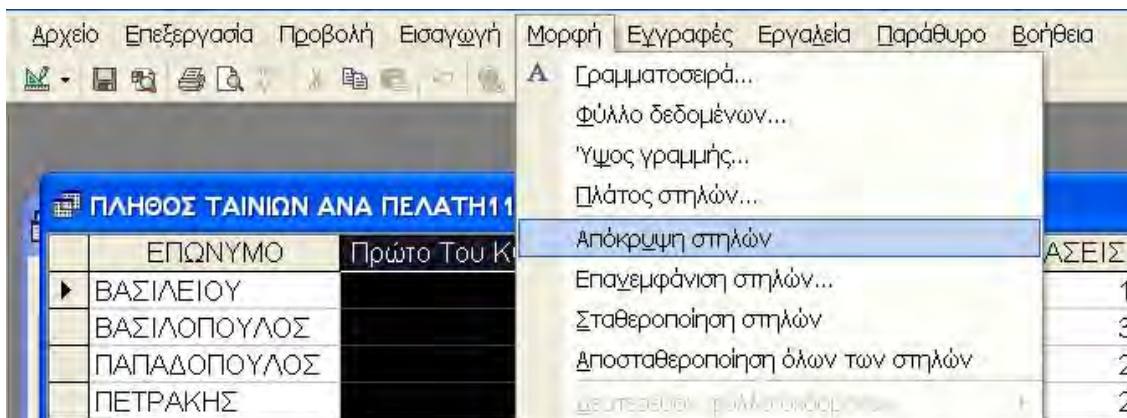 Αρχείο Επεξεργασία Προβολή Εισαγωγή Μορφή Εγγραφές Εργαλεία Παράθυρο Βοήθεια
A Γραμματοσειρά...
Φύλλο δεδομένων...
Ύψος γραμμής...
Πλάτος στηλών...
Απόκρυψη στηλών
Επανεμφάνιση στηλών...
Σταθεροποίηση στηλών
Αποσταθεροποίηση όλων των στηλών
ΠΛΗΘΟΣ ΤΑΙΝΙΩΝ ΑΝΑ ΠΕΛΑΤΗ11
ΕΠΩΝΥΜΟ Πρώτο Του ΑΣΕΙΣ
ΒΑΣΙΛΕΙΟΥ 1
ΒΑΣΙΛΟΠΟΥΛΟΣ 3
ΠΑΠΑΔΟΠΟΥΛΟΣ 2
ΠΕΤΡΑΚΗΣ 2